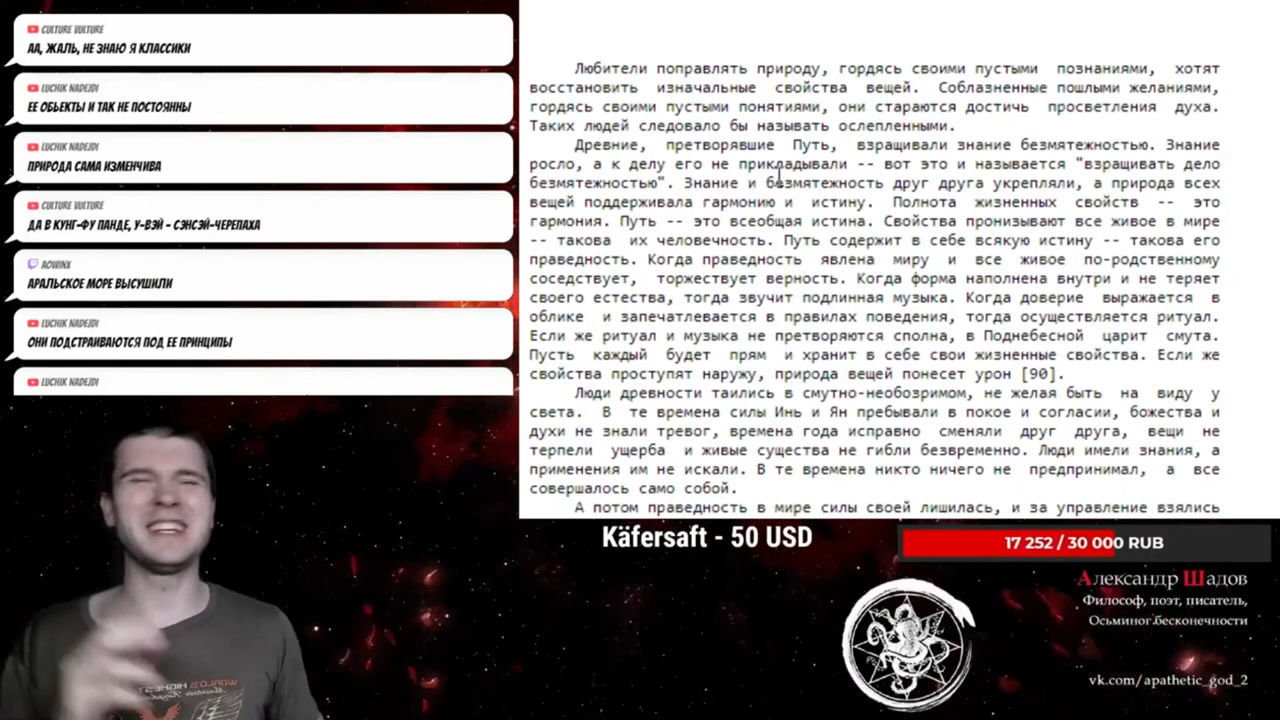 CULTURE VULTURE
АА, ЖАЛЬ, НЕ ЗНАЮ Я КЛАССИКИ
LUCHIK NADEJDI
ЕЕ ОБЬЕКТЫ И ТАК НЕ ПОСТОЯННЫ
LUCHIK NADEJDI
ПРИРОДА САМА ИЗМЕНЧИВА
CULTURE VULTURE
ДА В КУНГ-ФУ ПАНДЕ, У-ВЭЙ - СЭНСЭЙ-ЧЕРЕПАХА
AOWINX
АРАЛЬСКОЕ МОРЕ ВЫСУШИЛИ
LUCHIK NADEJDI
ОНИ ПОДСТРАИВАЮТСЯ ПОД ЕЕ ПРИНЦИПЫ
LUCHIK NADEJDI
Любители поправлять природу, гордясь своими пустыми познаниями, хотят
восстановить изначальные свойства вещей. Соблазненные пошлыми желаниями,
гордясь своими пустыми понятиями, они стараются достичь просветления духа.
Таких людей следовало бы называть ослепленными.
Древние, претворявшие Путь, взращивали знание безмятежностью. Знание
росло, а к делу его не прикладывали -- вот это и называется "взращивать дело
безмятежностью". Знание и безмятежность друг друга укрепляли, а природа всех
вещей поддерживала гармонию и истину. Полнота жизненных свойств -- это
гармония. Путь -- это всеобщая истина. Свойства пронизывают все живое в мире
-- такова их человечность. Путь содержит в себе всякую истину -- такова его
праведность. Когда праведность явлена миру и все живое по-родственному
соседствует, торжествует верность. Когда форма наполнена внутри и не теряет
своего естества, тогда звучит подлинная музыка. Когда доверие выражается в
облике и запечатлевается в правилах поведения, тогда осуществляется ритуал.
Если же ритуал и музыка не претворяются сполна, в Поднебесной царит смута.
Пусть каждый будет прям и хранит в себе свои жизненные свойства. Если же
свойства проступят наружу, природа вещей понесет урон [90].
Люди древности таились в смутно-необозримом, не желая быть на виду у
света. В те времена силы Инь и Ян пребывали в покое и согласии, божества и
духи не знали тревог, времена года исправно сменяли друг друга, вещи не
терпели ущерба и живые существа не гибли безвременно. Люди имели знания, а
применения им не искали. В те времена никто ничего не предпринимал, а все
совершалось само собой.
А потом праведность в мире силы своей лишилась, и за управление взялись
Käfersaft - 50 USD
17 252 / 30 000 RUB
Александр Шадов
Философ, поэт, писатель,
Осьминог бесконечности
vk.com/apathetic_god_2